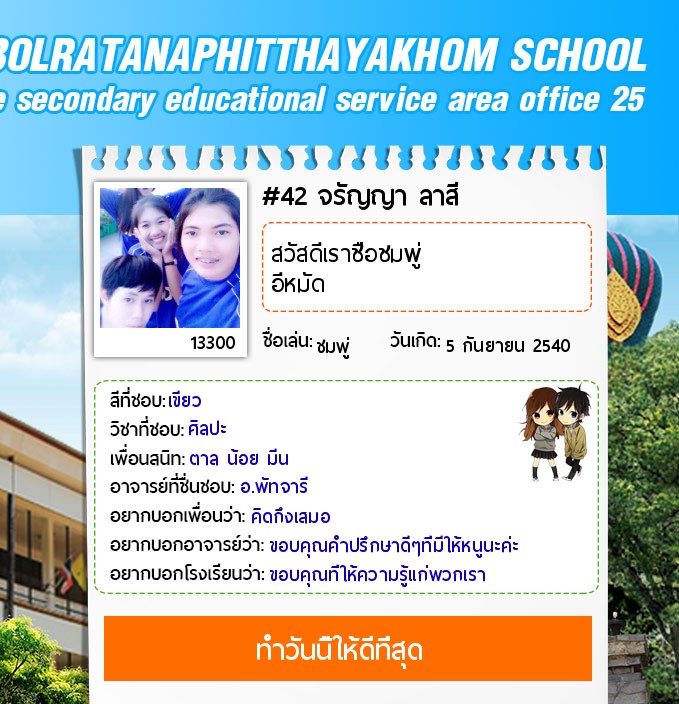 BOLRATANAPHITTHAYAKHOM SCHOOL
e secondary educational service area office 25
#42 จรัญญา ลาสี
สวัสดีเราชื่อชมพู่
อีหมัด
13300
ชื่อเล่น: ชมพู่ วันเกิด: 5 กันยายน 2540
สีที่ชอบ: เขียว
วิชาที่ชอบ: ศิลปะ
เพื่อนสนิท: ตาล น้อย มีน
อาจารย์ที่ชื่นชอบ: อ.พัทจารี
อยากบอกเพื่อนว่า: คิดถึงเสมอ
อยากบอกอาจารย์ว่า: ขอบคุณคำปรึกษาดีๆที่มีให้หนูนะค่ะ
อยากบอกโรงเรียนว่า: ขอบคุณที่ให้ความรู้แก่พวกเรา
ทำวันนี้ให้ดีที่สุด